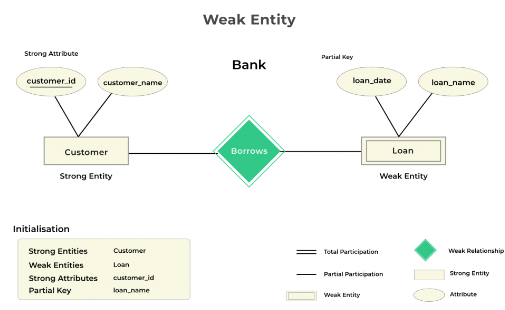 Weak Entity
Strong Attribute
Partial Key
Bank
customer_id
customer_name
loan_date
loan_name
Customer
Borrows
Loan
Strong Entity
Weak Entity
Initialisation
Strong Entities Customer
Weak Entities Loan
Strong Attributes customer_id
Partial Key loan_name
Total Participation
Weak Relationship
Partial Participation
Strong Entity
Weak Entity
Attribute